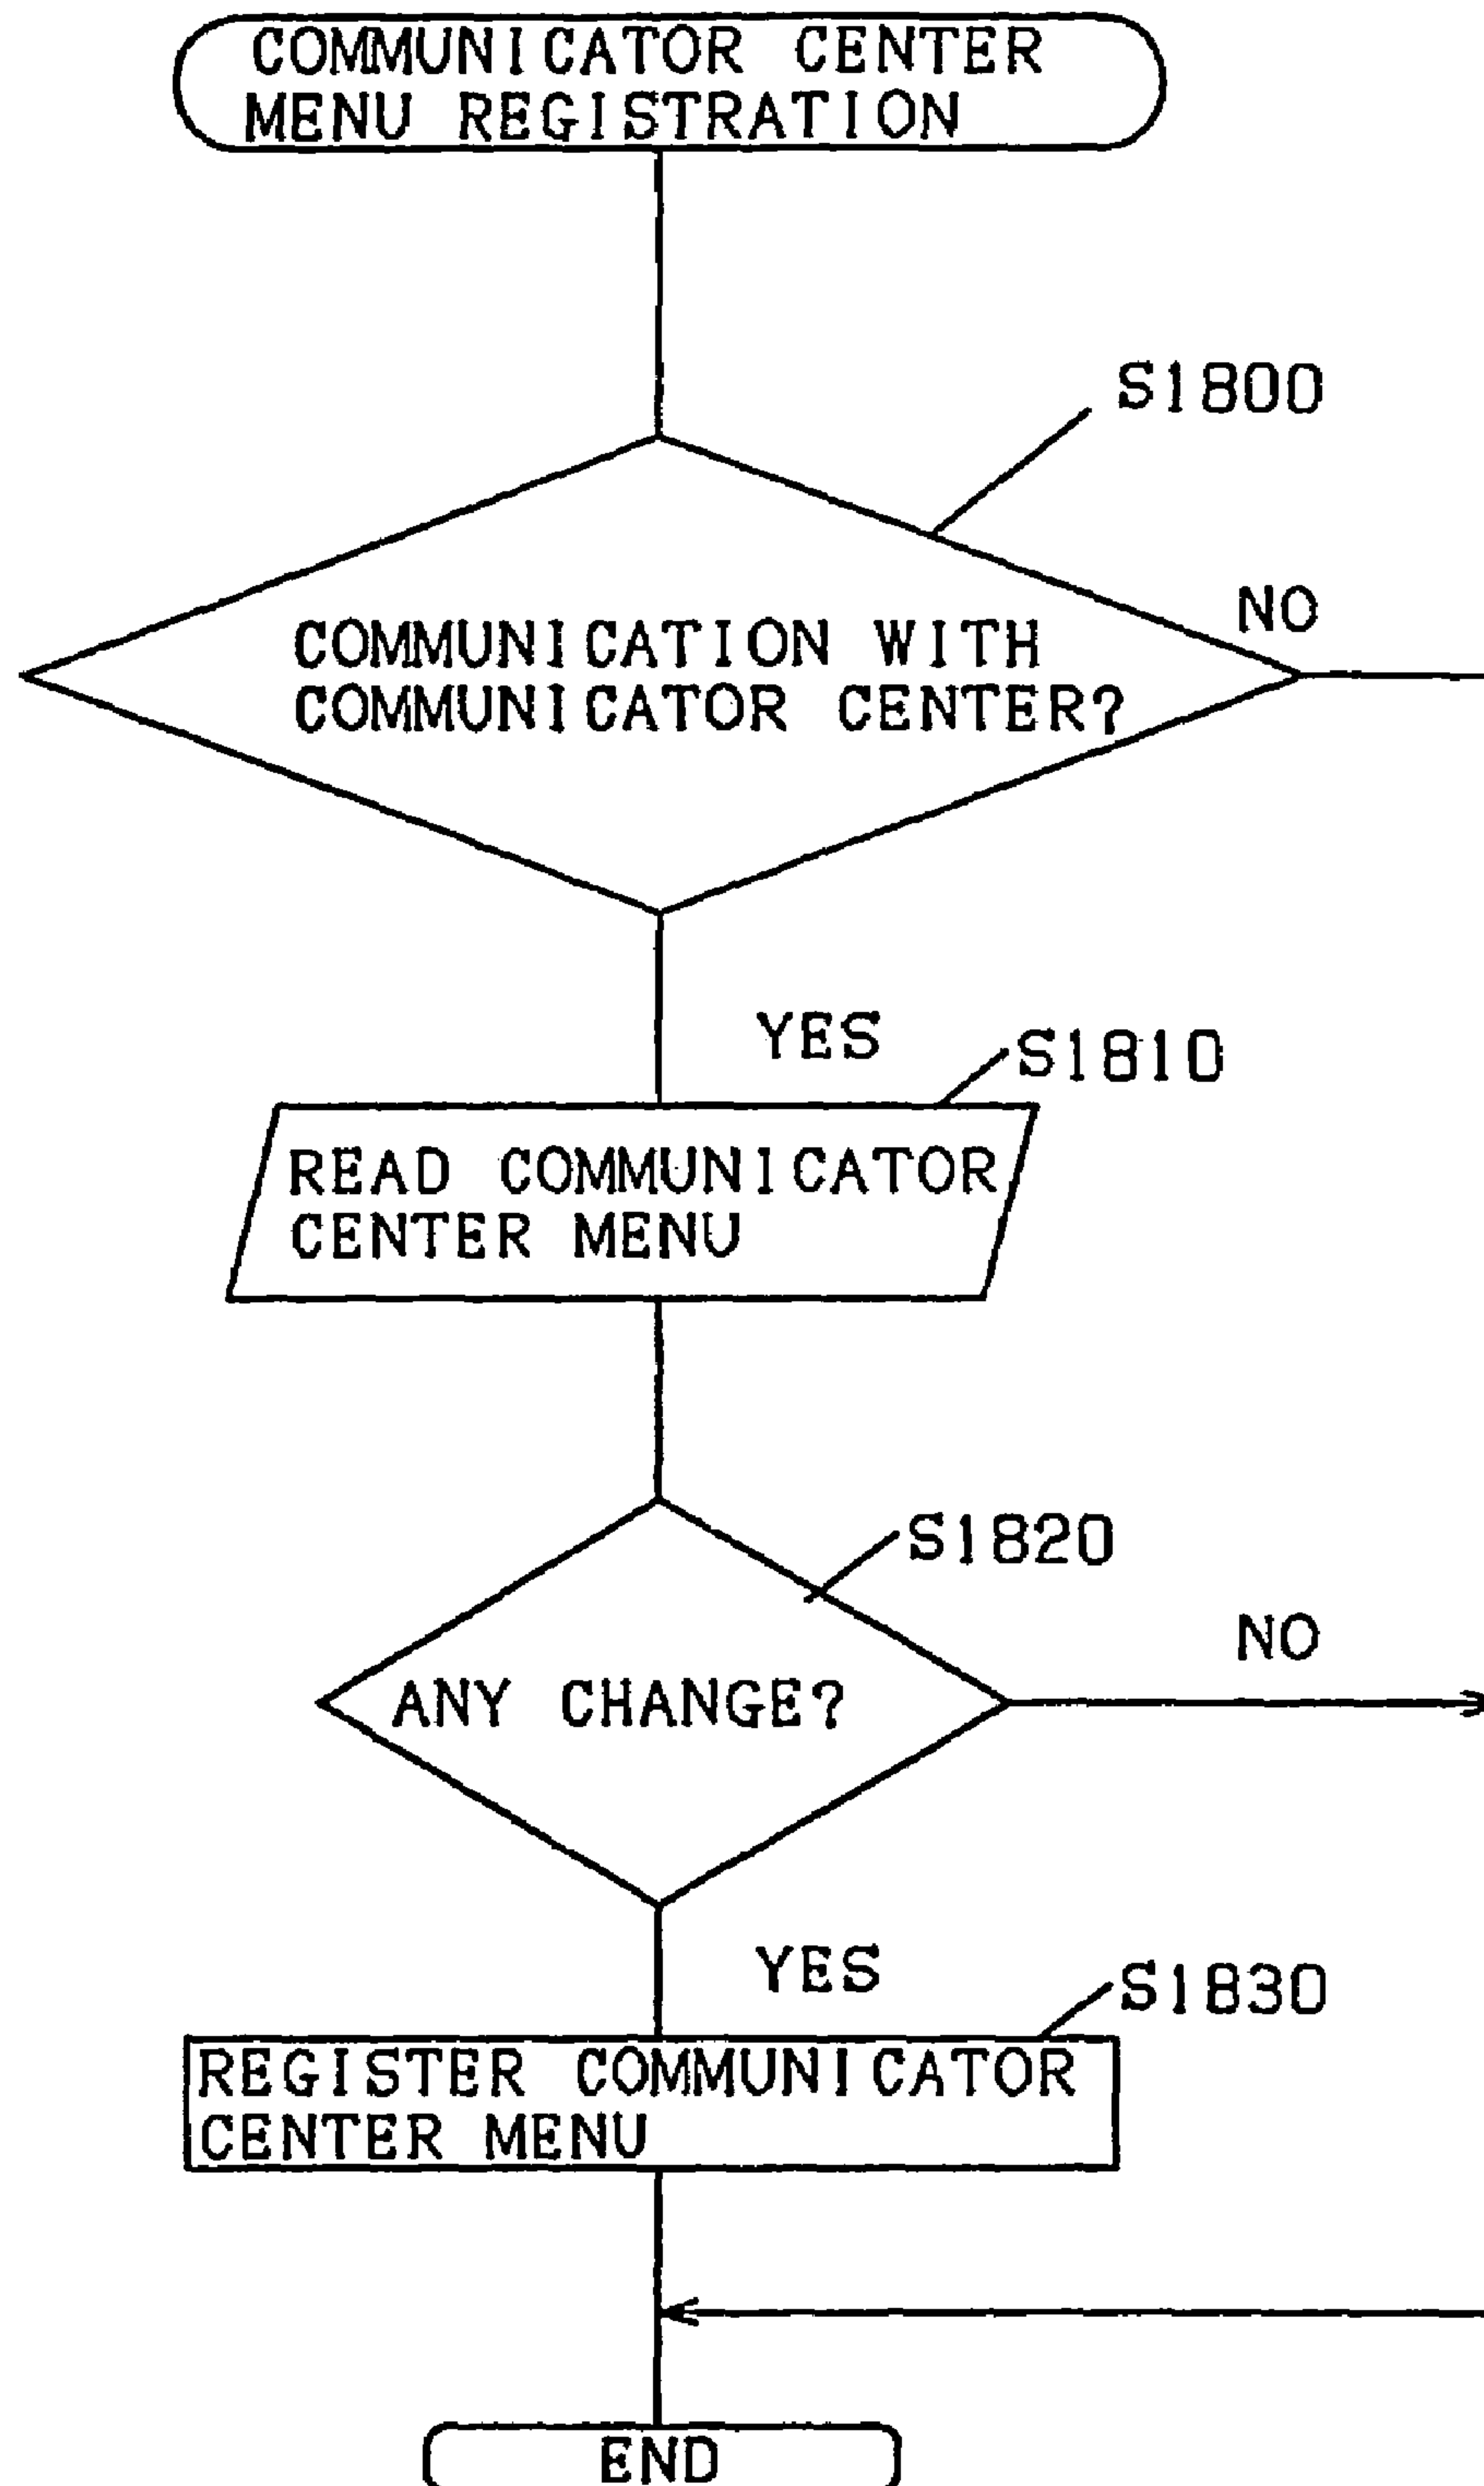 COMMUNICATOR CENTER
MENU REGISTRATION
S1800
NO
COMMUNICATION WITH
COMMUNICATOR CENTER?
YES
S1810
READ COMMUNICATOR
CENTER MENU
S1820
NO
ANY CHANGE?
YES
S1830
REGISTER COMMUNICATOR
CENTER MENU
END